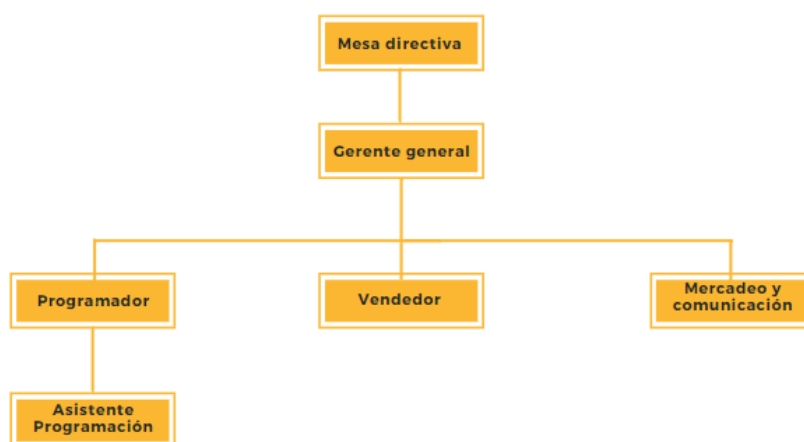 Mesa directiva
Gerente general
Programador
Vendedor
Mercadeo y
comunicación
Asistente
Programación